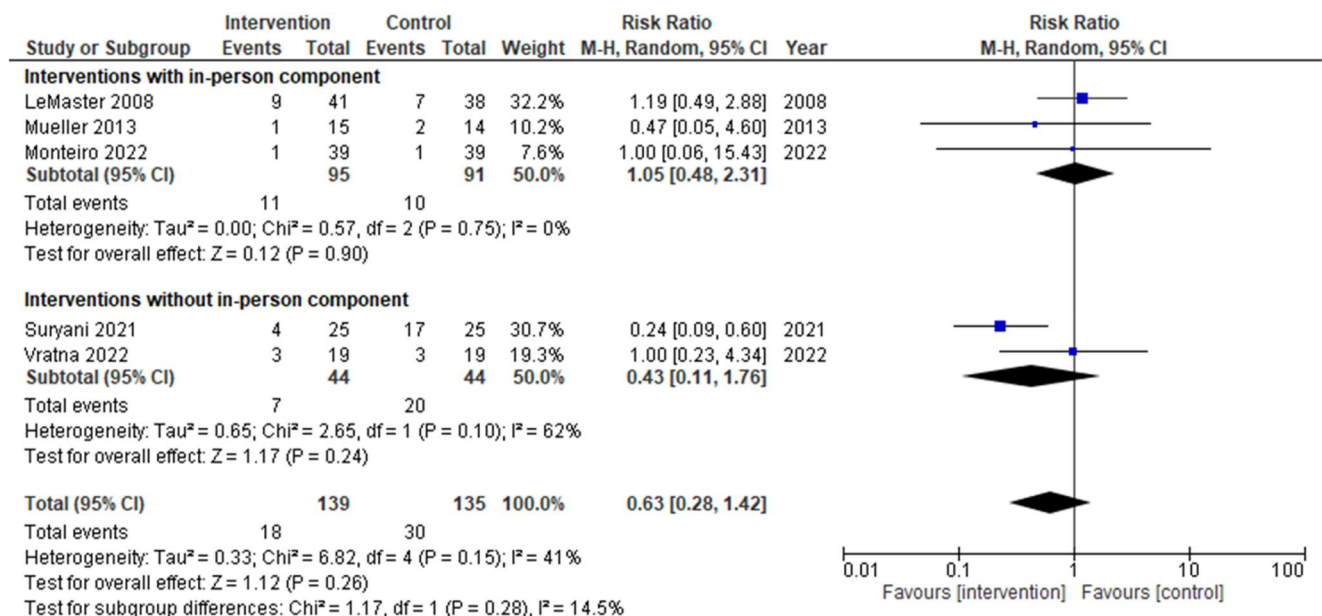 Intervention Control Risk Ratio Risk Ratio
Study or Subgroup Events Total Events Total Weight M-H, Random, 95% CI Year M-H, Random, 95% CI
Interventions with in-person component
LeMaster 2008 9 41 7 38 32.2% 1.19 [0.49, 2.88] 2008
Mueller 2013 1 15 2 14 10.2% 0.47 [0.05, 4.60] 2013
Monteiro 2022 1 39 1 39 7.6% 1.00 [0.06, 15.43] 2022
Subtotal (95% CI) 95 91 50.0% 1.05 [0.48, 2.31]
Total events 11 10
Heterogeneity: Tau² = 0.00; Chi² = 0.57, df = 2 (P = 0.75); I² = 0%
Test for overall effect: Z = 0.12 (P = 0.90)
Interventions without in-person component
Suryani 2021 4 25 17 25 30.7% 0.24 [0.09, 0.60] 2021
Vratna 2022 3 19 3 19 19.3% 1.00 [0.23, 4.34] 2022
Subtotal (95% CI) 44 44 50.0% 0.43 [0.11, 1.76]
Total events 7 20
Heterogeneity: Tau² = 0.65; Chi² = 2.65, df = 1 (P = 0.10); I² = 62%
Test for overall effect: Z = 1.17 (P = 0.24)
Total (95% CI) 139 135 100.0% 0.63 [0.28, 1.42]
Total events 18 30
Heterogeneity: Tau² = 0.33; Chi² = 6.82, df = 4 (P = 0.15); I² = 41%
Test for overall effect: Z = 1.12 (P = 0.26)
Test for subgroup differences: Chi² = 1.17, df = 1 (P = 0.28), I² = 14.5%
0.01 0.1 1 10 100
Favours [intervention] Favours [control]